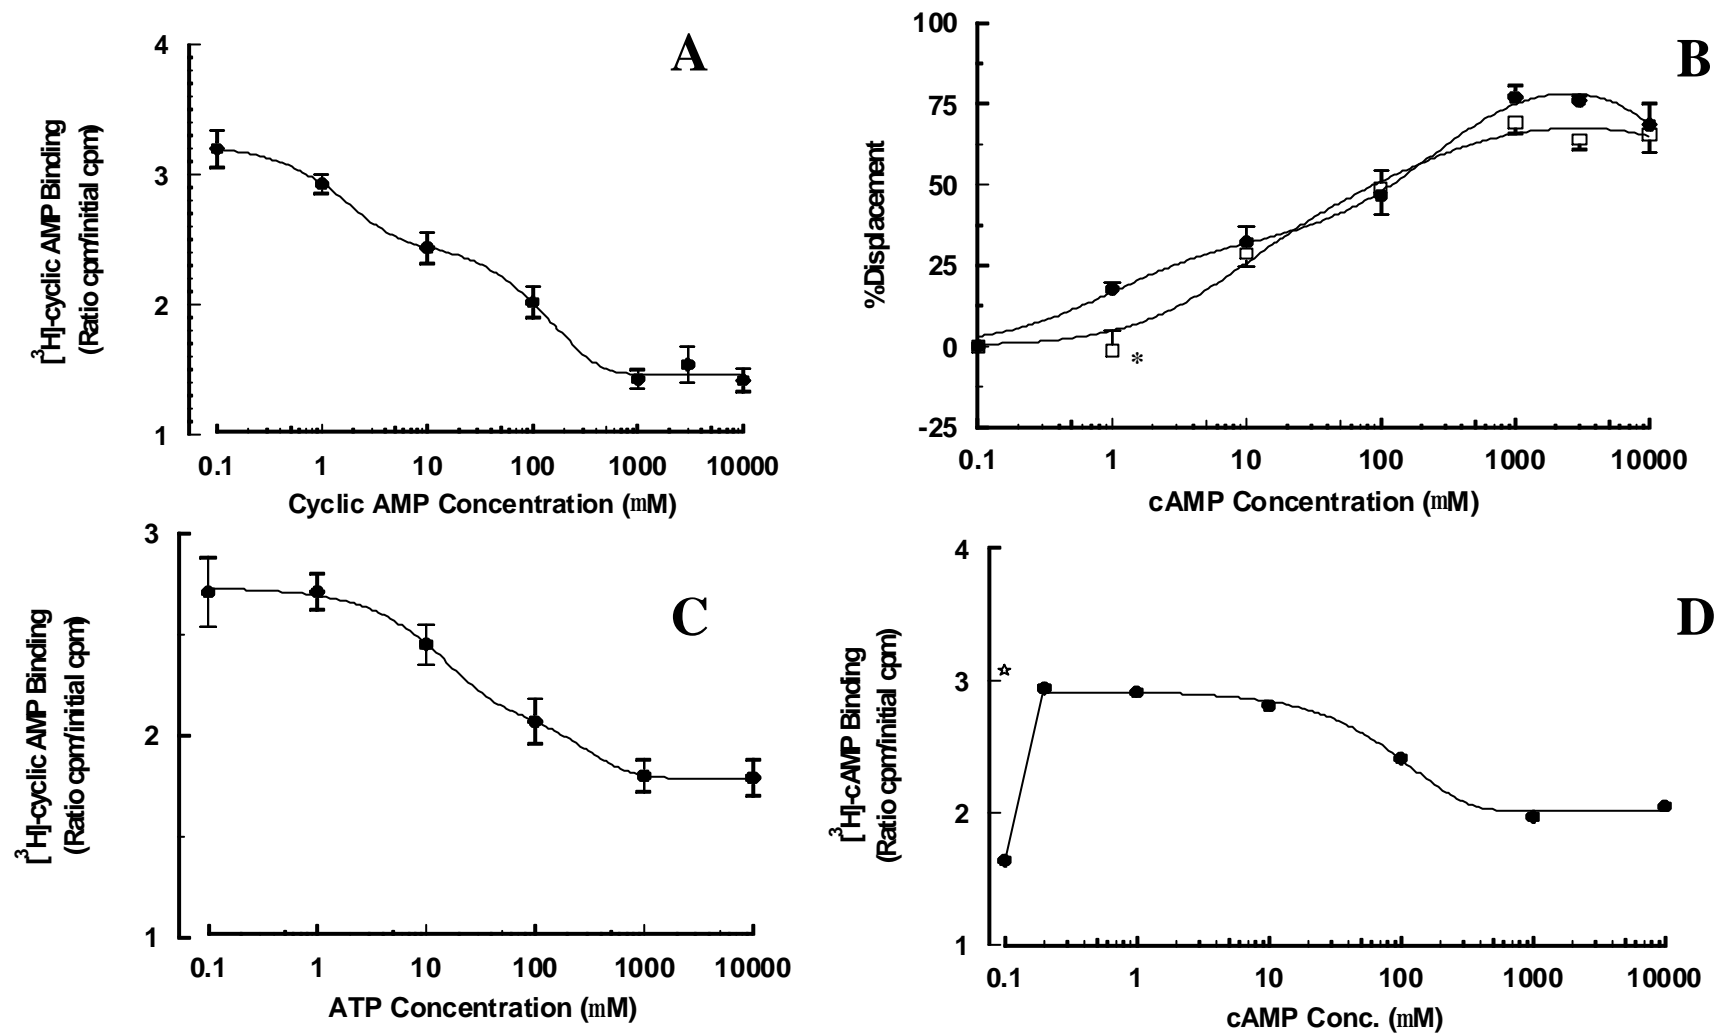 A
[³H]-cyclic AMP Binding
(Ratio cpm/initial cpm)
4
3
2
1
0.1 1 10 100 1000 10000
Cyclic AMP Concentration (mM)
B
%Displacement
100
75
50
25
0
-25
*
0.1 1 10 100 1000 10000
cAMP Concentration (mM)
C
[³H]-cyclic AMP Binding
(Ratio cpm/initial cpm)
3
2
1
0.1 1 10 100 1000 10000
ATP Concentration (mM)
D
[³H]-cAMP Binding
(Ratio cpm/initial cpm)
4
3
2
1
0.1 1 10 100 1000 10000
cAMP Conc. (mM)